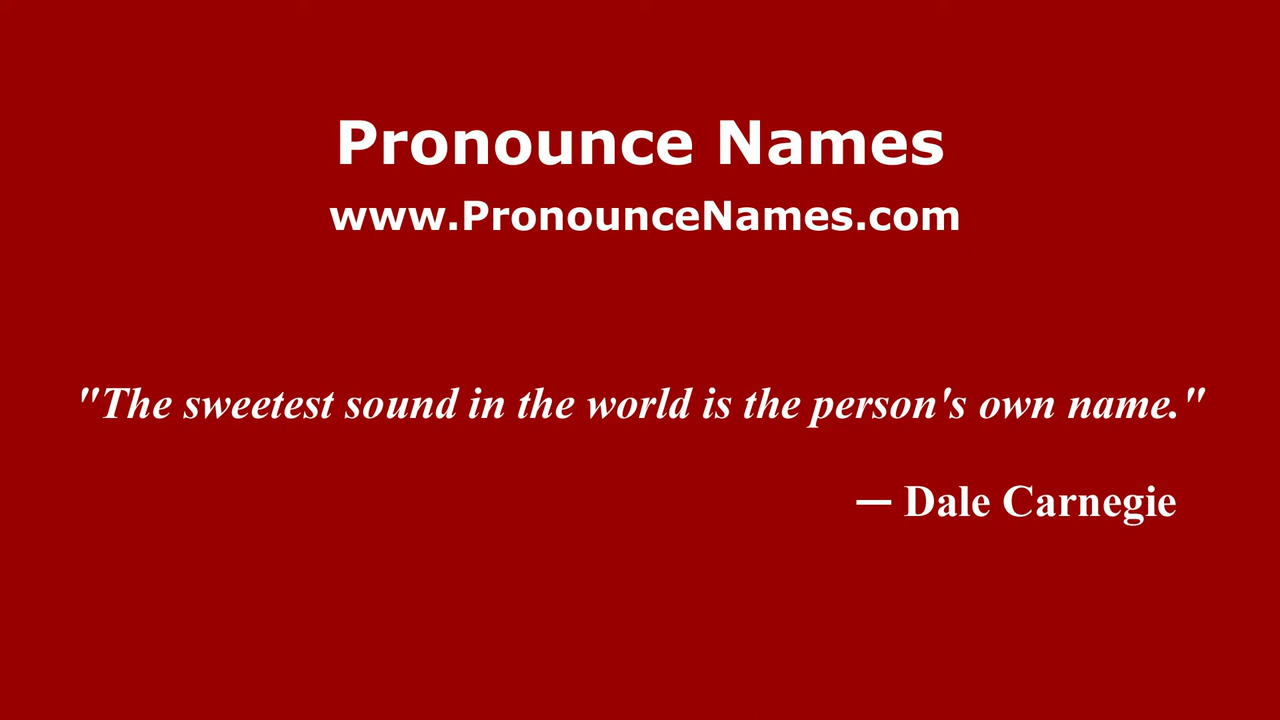 Pronounce Names
www.PronounceNames.com
"The sweetest sound in the world is the person's own name."
— Dale Carnegie